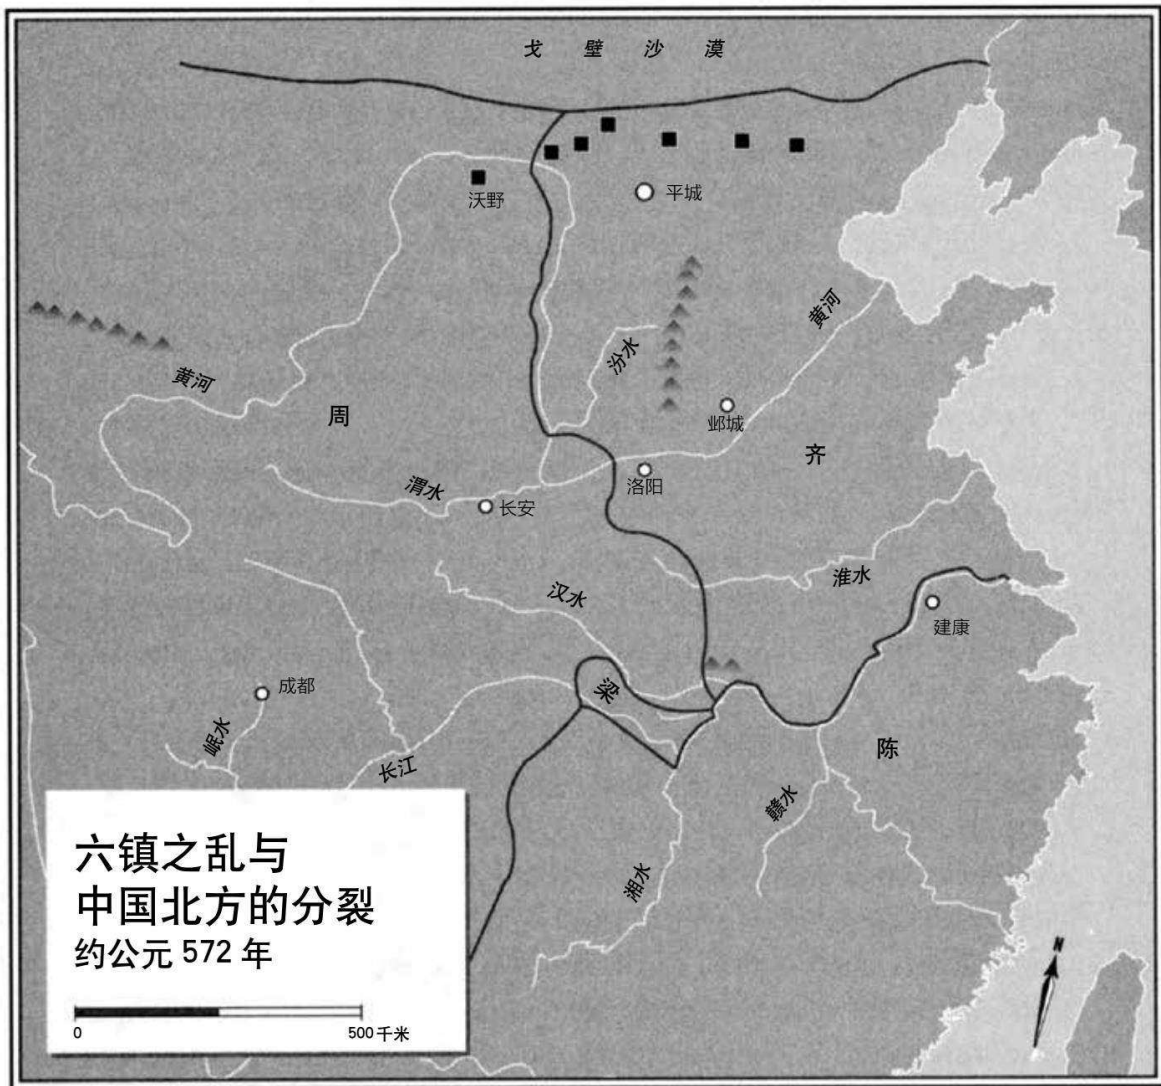 戈壁沙漠
沃野
平城
黄河
汾水
黄河
周
邺城
齐
渭水
长安
洛阳
汉水
淮水
建康
成都
梁
岷水
长江
陈
赣水
湘水
六镇之乱与
中国北方的分裂
约公元 572 年
0
500 千米
N